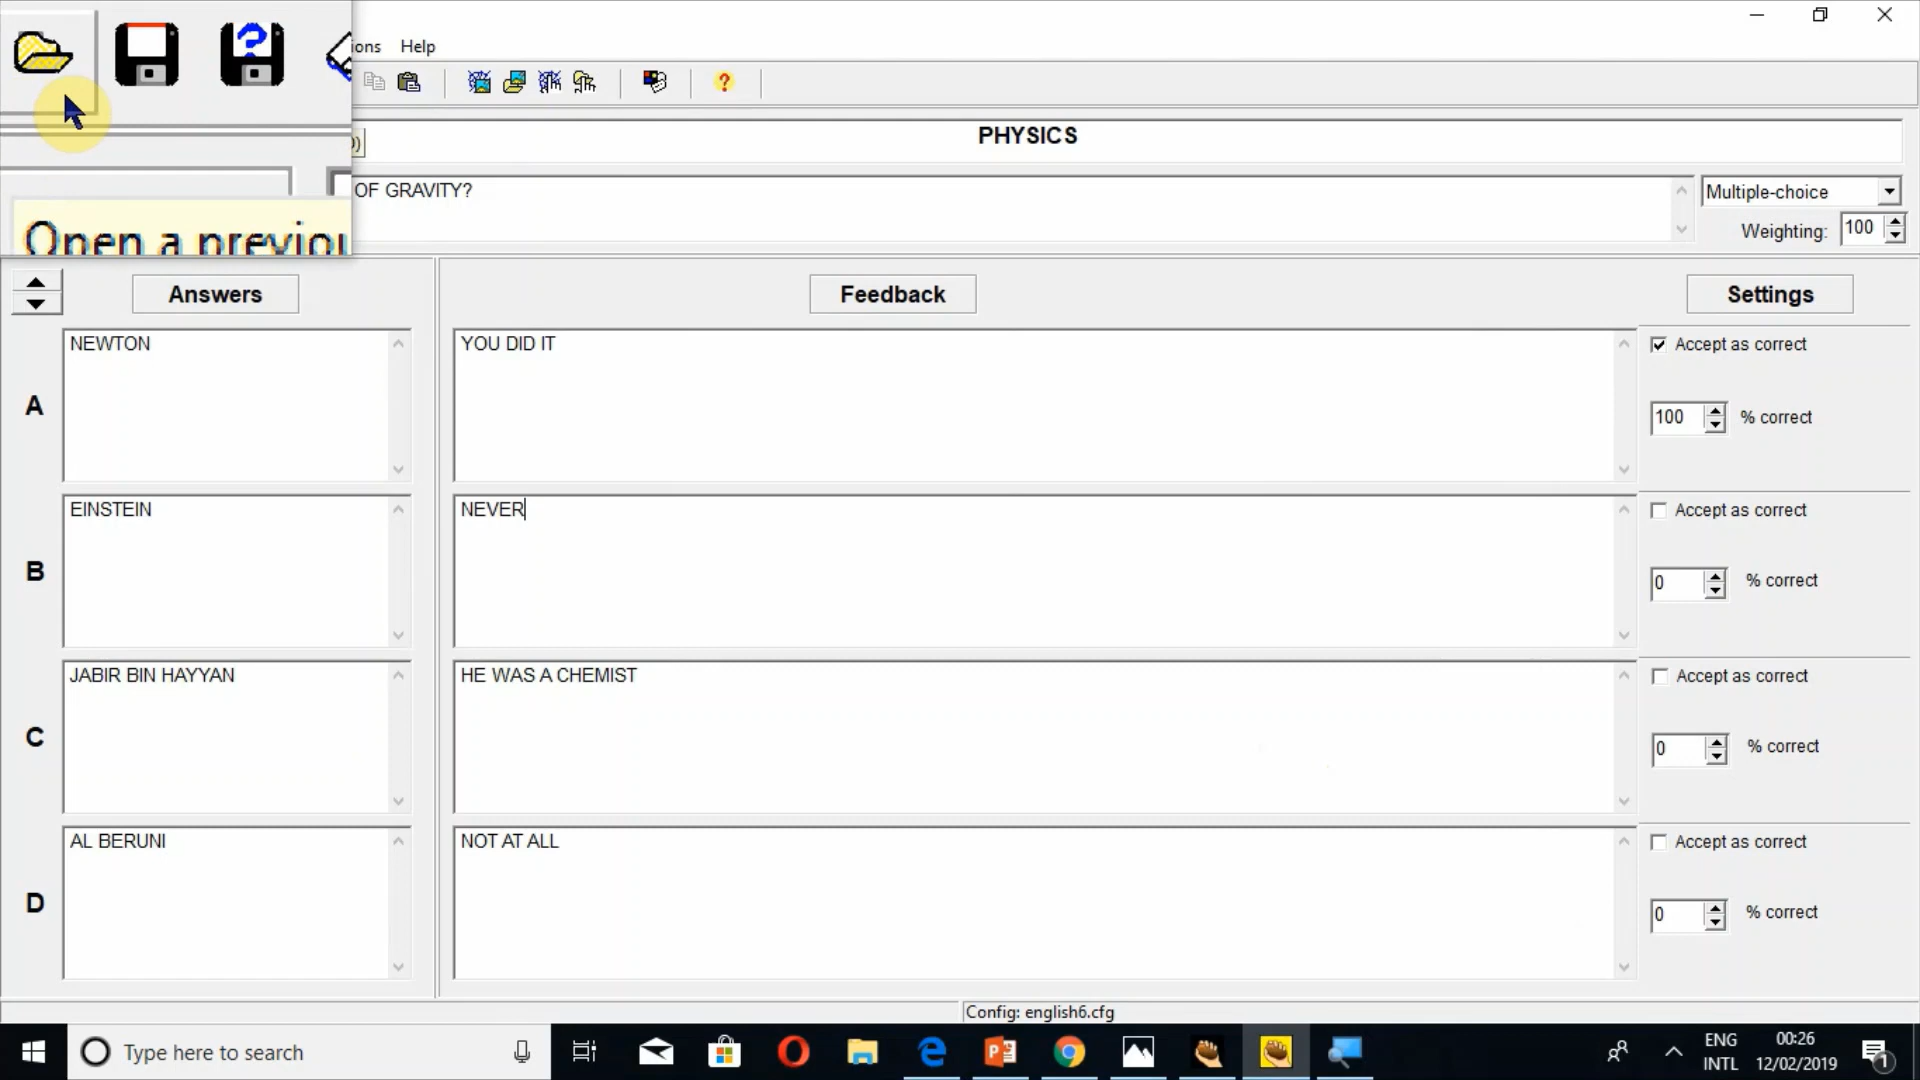 ions Help
PHYSICS
OF GRAVITY?
Multiple-choice
Weighting: 100
Open a previou
Answers
Feedback
Settings
A
NEWTON
YOU DID IT
Accept as correct
100 % correct
B
EINSTEIN
NEVER
Accept as correct
0 % correct
C
JABIR BIN HAYYAN
HE WAS A CHEMIST
Accept as correct
0 % correct
D
AL BERUNI
NOT AT ALL
Accept as correct
0 % correct
Config: english6.cfg
Type here to search
ENG
INTL
00:26
12/02/2019
1